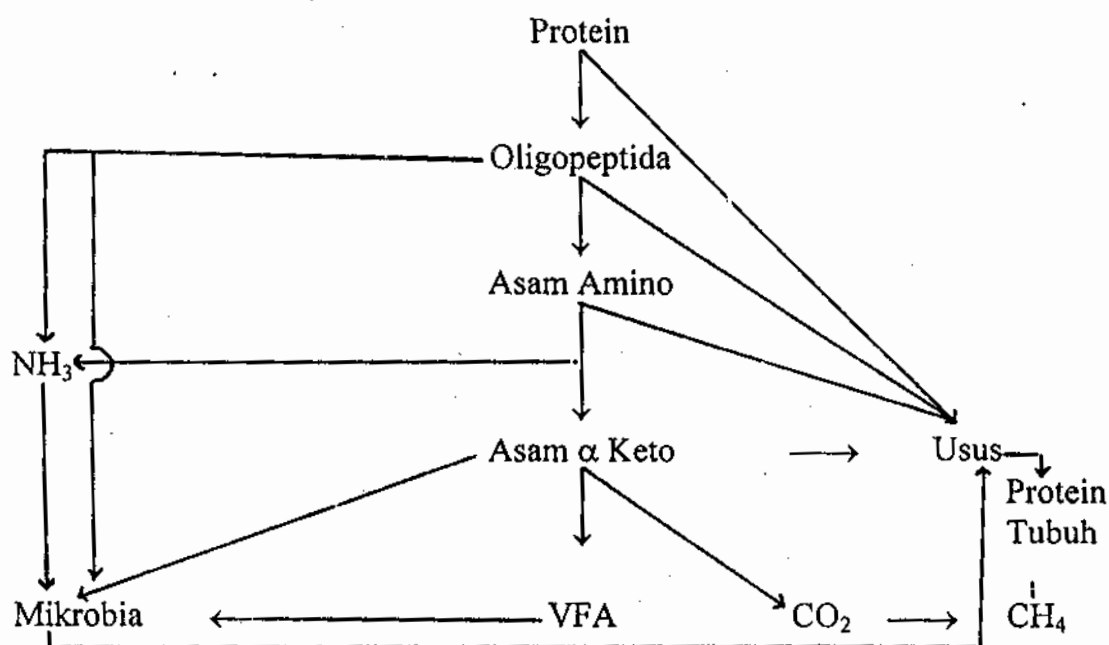 Protein
Oligopeptida
Asam Amino
NH₃
Asam α Keto
Usus
Protein
Tubuh
Mikrobia
VFA
CO₂
CH₄